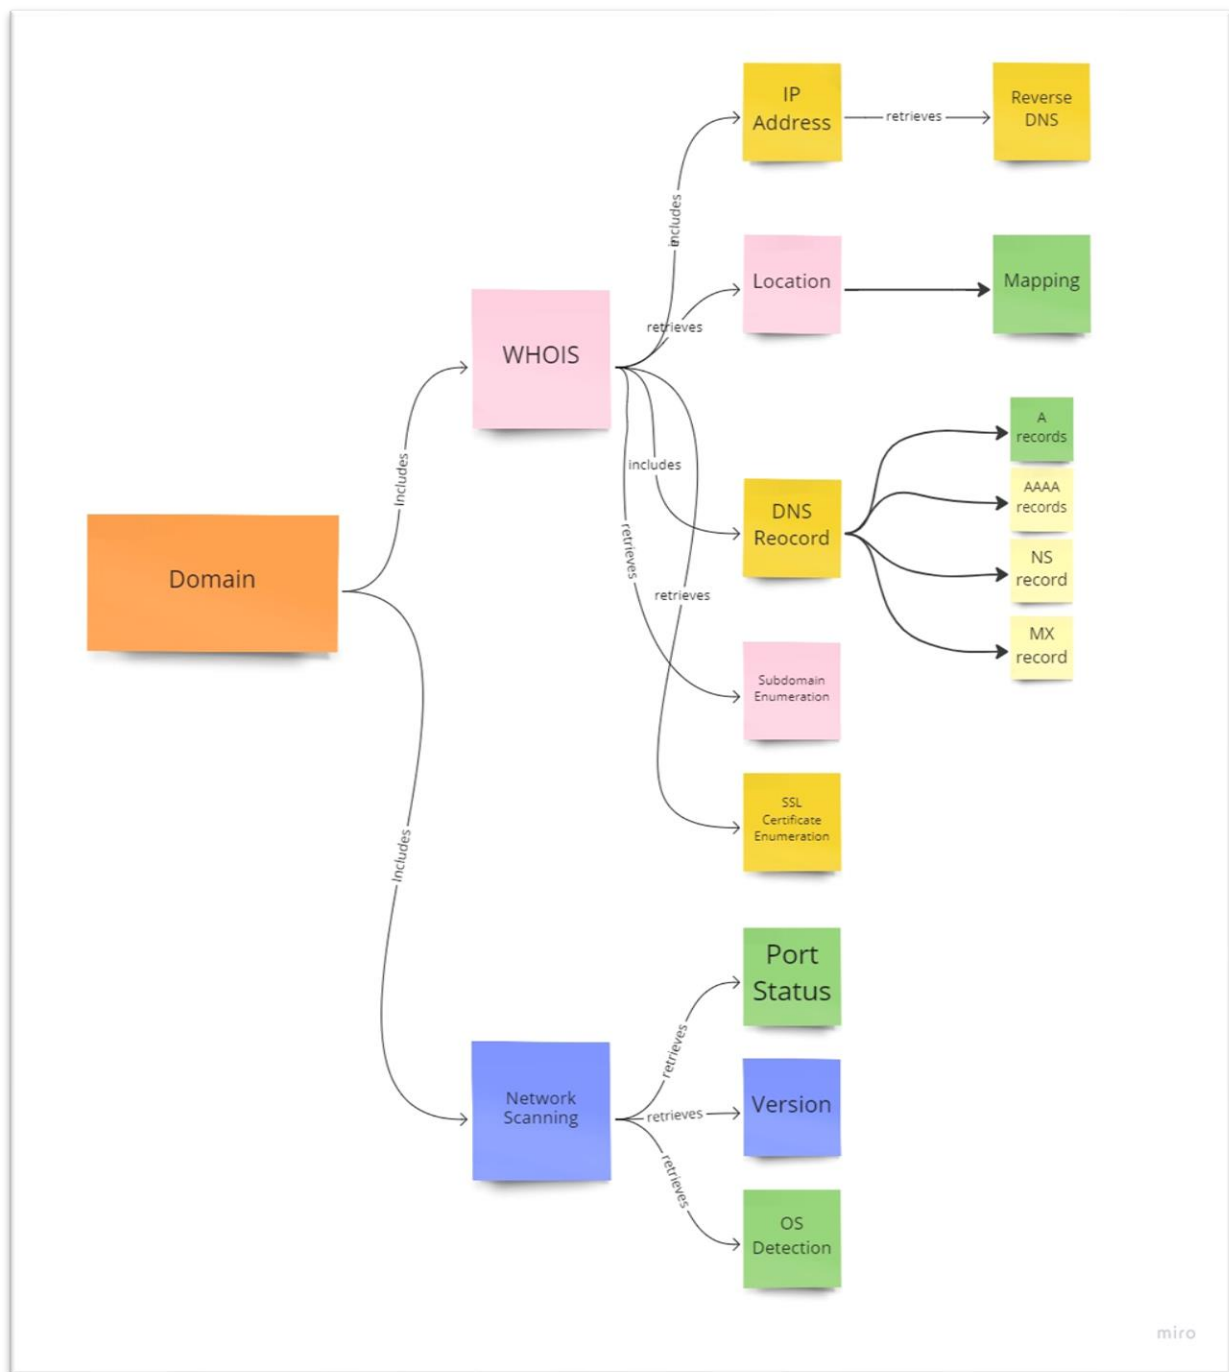 IP
Address
retrieves
Reverse
DNS
includes
Location
Mapping
retrieves
WHOIS
A
records
includes
Includes
AAAA
records
DNS
Reocord
NS
record
retrieves
Domain
retrieves
MX
record
Subdomain
Enumeration
SSL
Certificate
Enumeration
Includes
Port
Status
retrieves
Network
Scanning
retrieves
Version
retrieves
OS
Detection
miro